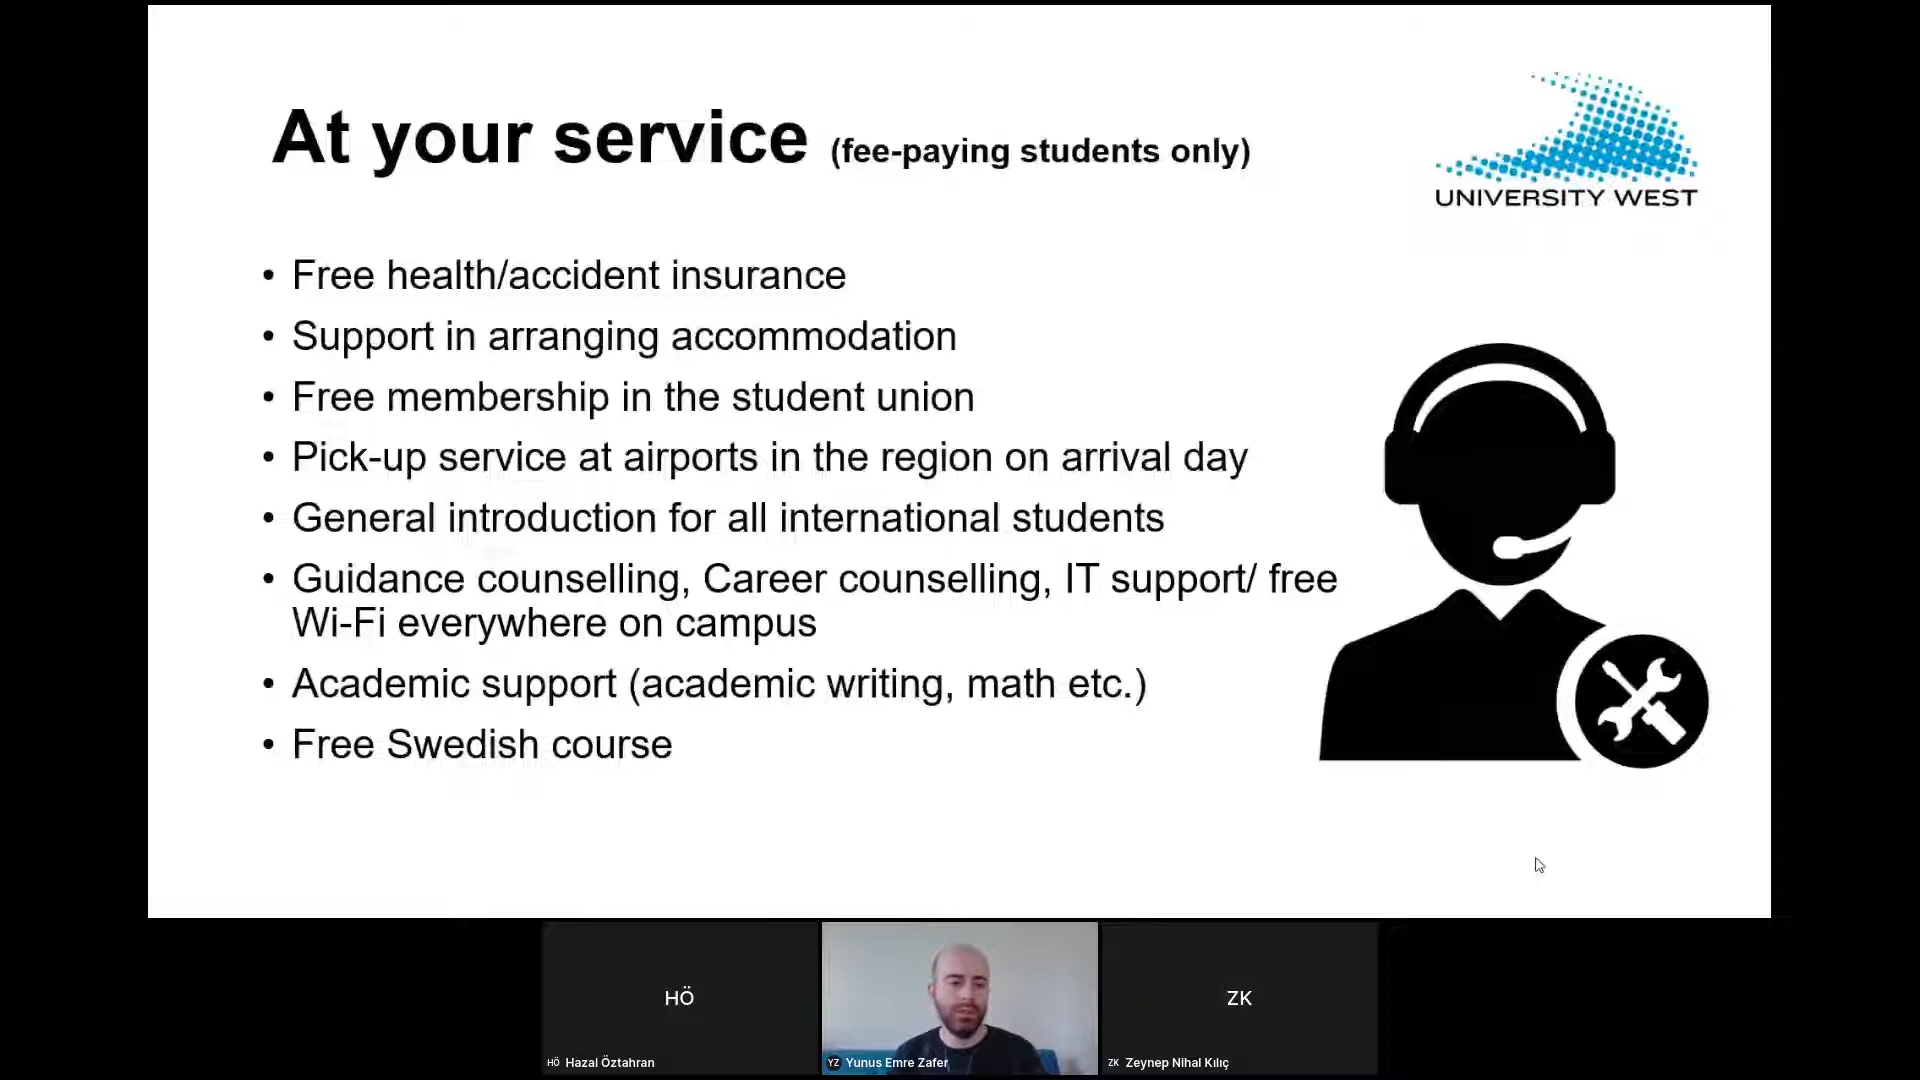 At your service (fee-paying students only)
UNIVERSITY WEST
• Free health/accident insurance
• Support in arranging accommodation
• Free membership in the student union
• Pick-up service at airports in the region on arrival day
• General introduction for all international students
• Guidance counselling, Career counselling, IT support/ free
Wi-Fi everywhere on campus
• Academic support (academic writing, math etc.)
• Free Swedish course
HÖ
ZK
HÖ Hazal Öztahran
YZ Yunus Emre Zafer
ZK Zeynep Nihal Kılıç